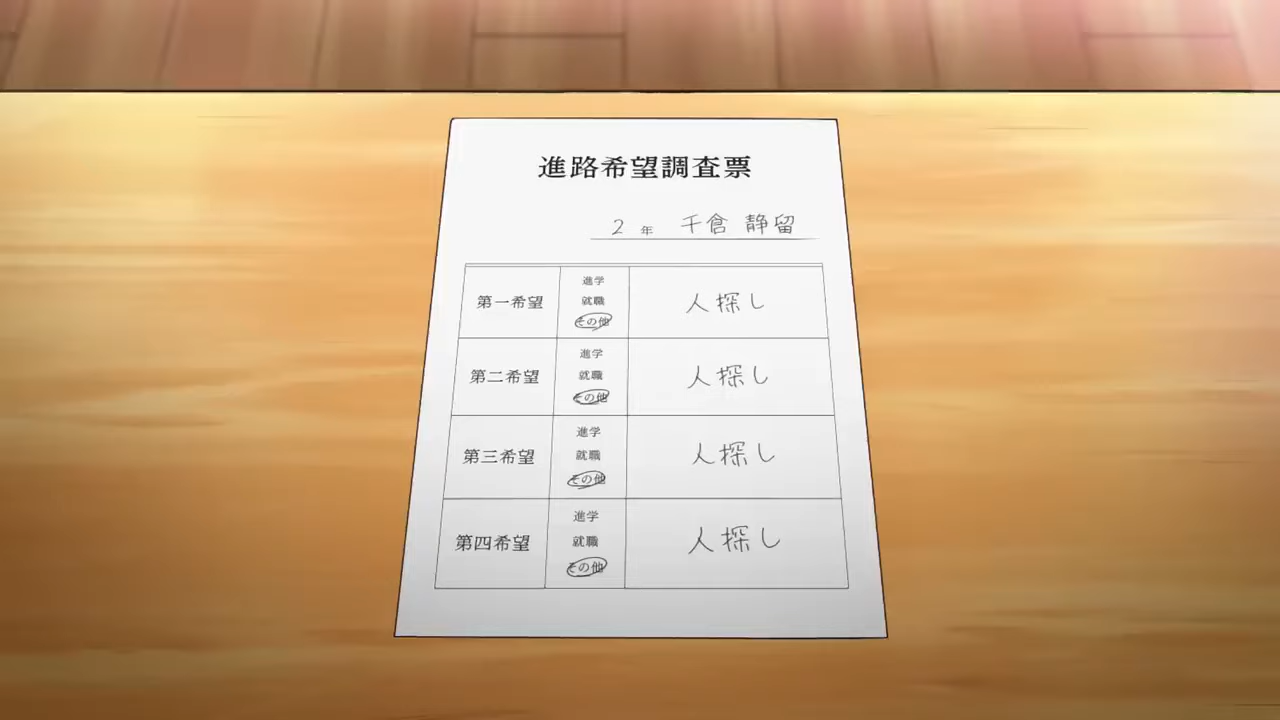 進路希望調査票
2 年 千倉 静留
第一希望
進学
就職
その他
人探し
第二希望
進学
就職
その他
人探し
第三希望
進学
就職
その他
人探し
第四希望
進学
就職
その他
人探し